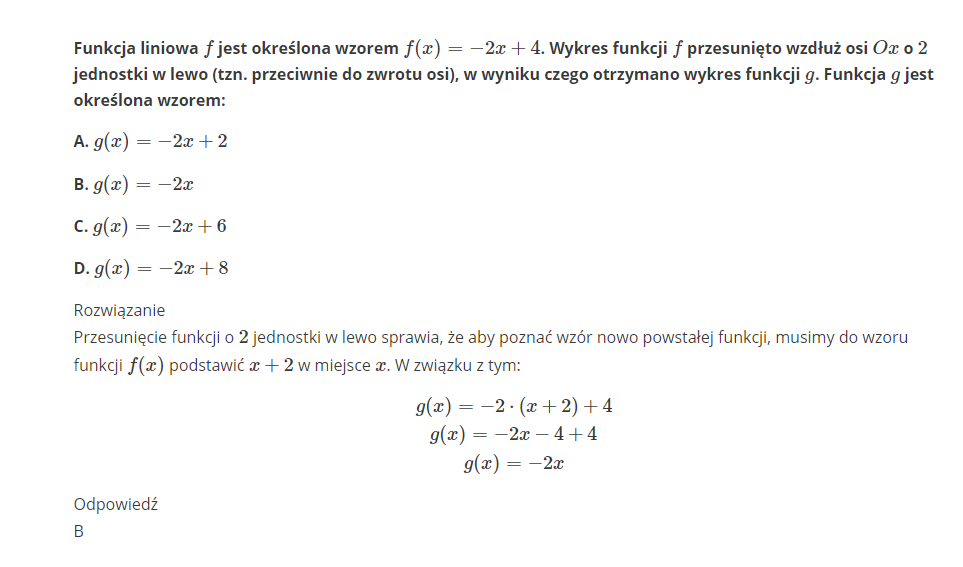 Funkcja liniowa f jest określona wzorem f(x) = −2x + 4. Wykres funkcji f przesunięto wzdłuż osi Ox o 2
jednostki w lewo (tzn. przeciwnie do zwrotu osi), w wyniku czego otrzymano wykres funkcji g. Funkcja g jest
określona wzorem:
A. g(x) = −2x + 2
B. g(x) = −2x
C. g(x) = −2x + 6
D. g(x) = −2x + 8
Rozwiązanie
Przesunięcie funkcji o 2 jednostki w lewo sprawia, że aby poznać wzór nowo powstałej funkcji, musimy do wzoru
funkcji f(x) podstawić x + 2 w miejsce x. W związku z tym:
g(x) = −2 · (x + 2) + 4
g(x) = −2x − 4 + 4
g(x) = −2x
Odpowiedź
B